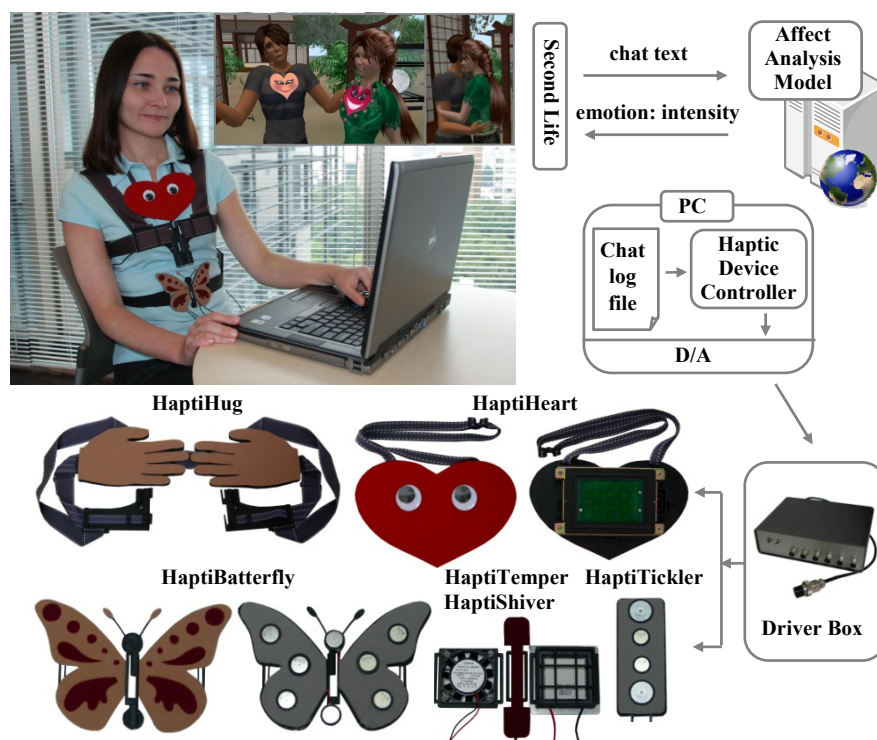 Second Life
chat text
emotion: intensity
Affect
Analysis
Model
PC
Chat
log
file
Haptic
Device
Controller
D/A
HaptiHug
HaptiHeart
HaptiBatterfly
HaptiTemper
HaptiShiver
HaptiTickler
Driver Box